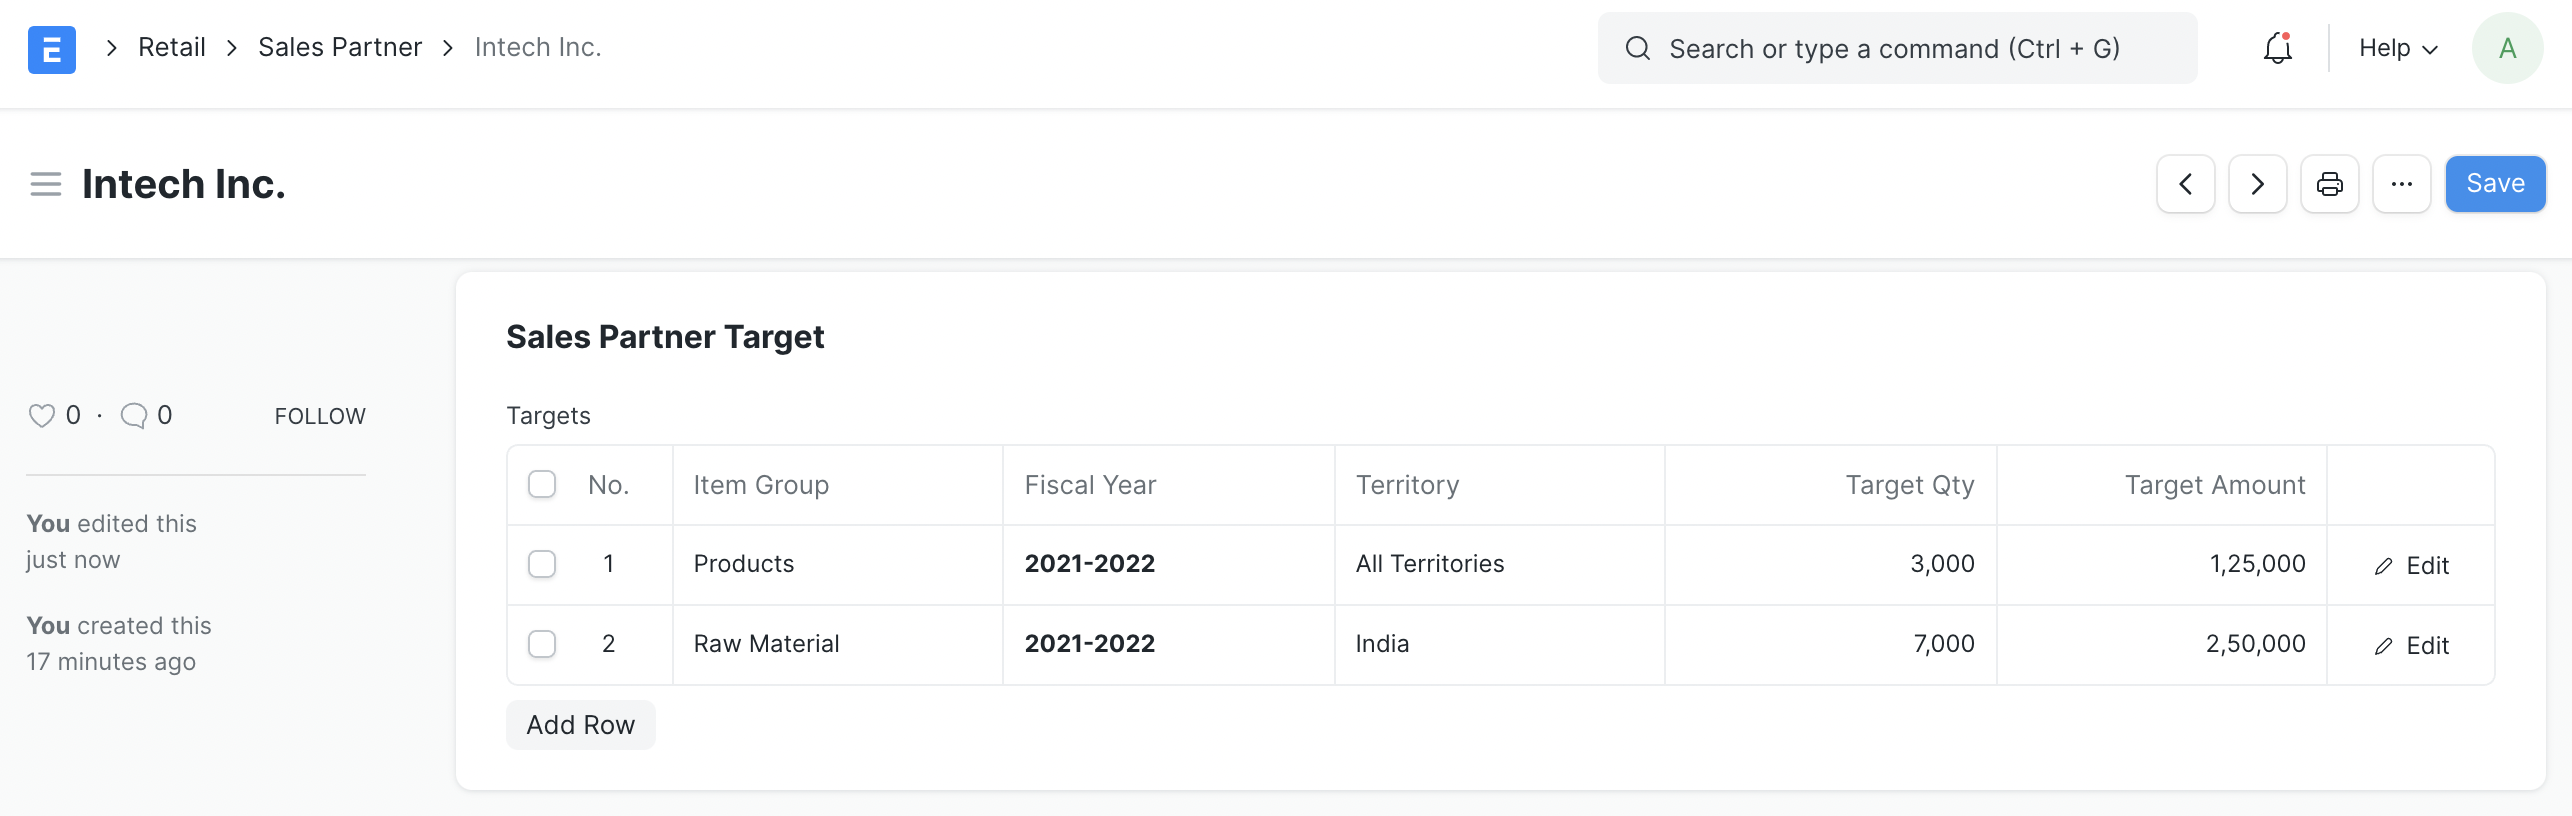 E Retail Sales Partner Intech Inc. Search or type a command (Ctrl + G) Help A
Intech Inc. Save
Sales Partner Target
0 · 0 FOLLOW
You edited this
just now
You created this
17 minutes ago
Targets
No. Item Group Fiscal Year Territory Target Qty Target Amount
1 Products 2021-2022 All Territories 3,000 1,25,000 Edit
2 Raw Material 2021-2022 India 7,000 2,50,000 Edit
Add Row